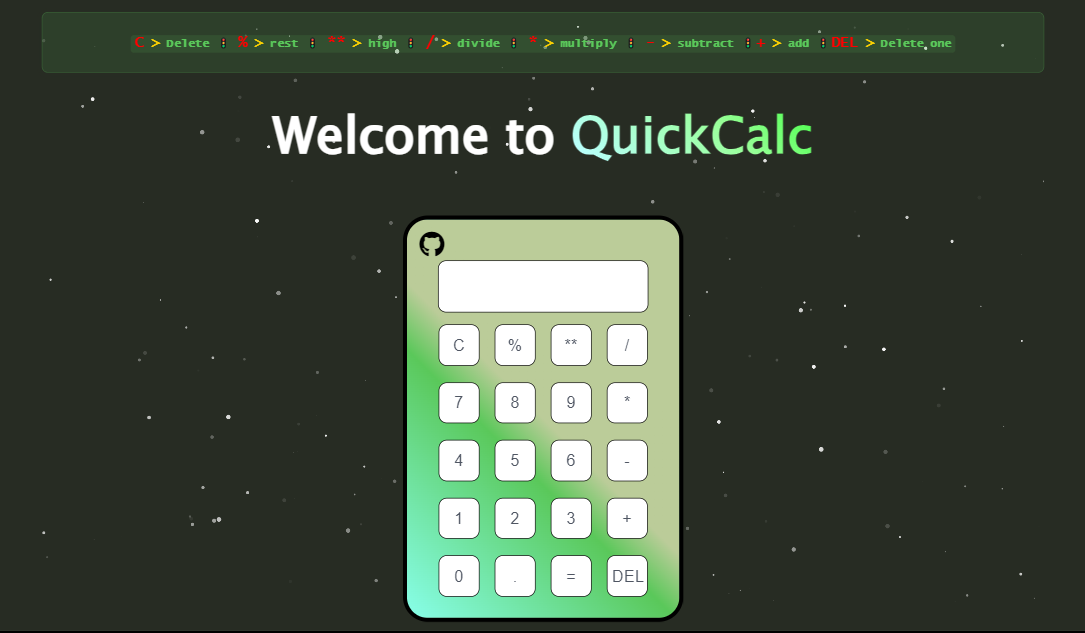 C > Delete ⋮ % > rest ⋮ ** > high ⋮ / > divide ⋮ * > multiply ⋮ - > subtract ⋮ + > add ⋮ DEL > Delete one
Welcome to QuickCalc
C % ** /
7 8 9 *
4 5 6 -
1 2 3 +
0 . = DEL